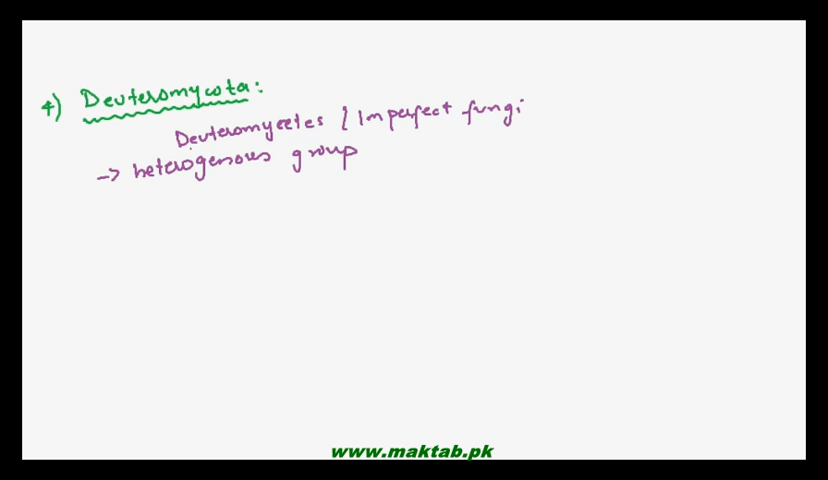 4) Deuteromycota:
Deuteromycetes / Imperfect fungi
-> heterogenous group
www.maktab.pk